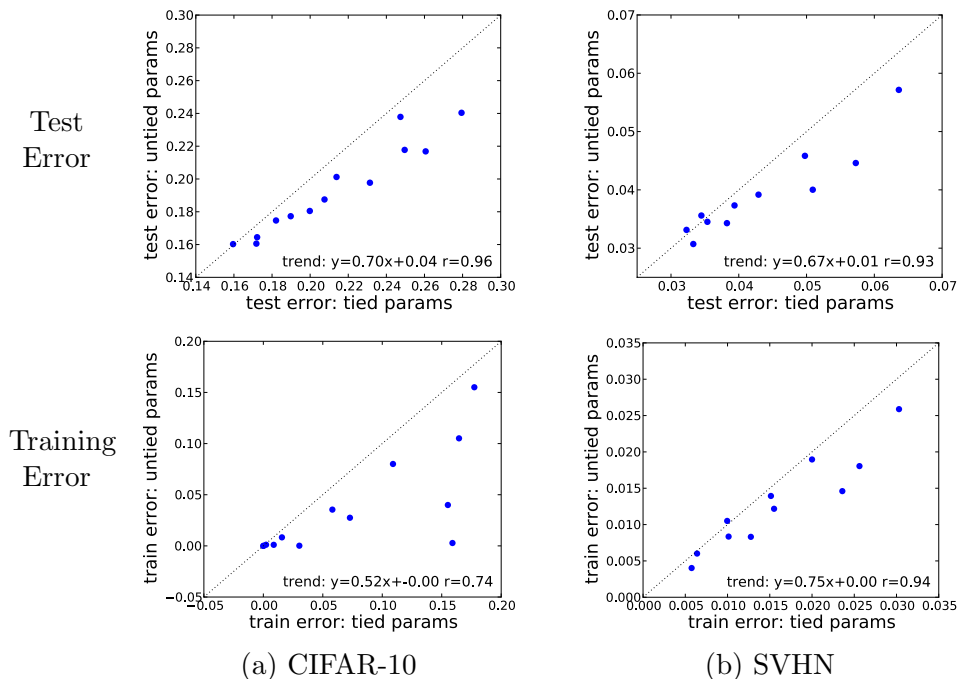 Test
Error
test error: untied params
0.30
0.28
0.26
0.24
0.22
0.20
0.18
0.16
0.14
0.14 0.16 0.18 0.20 0.22 0.24 0.26 0.28 0.30
trend: y=0.70x+0.04 r=0.96
test error: tied params
test error: untied params
0.07
0.06
0.05
0.04
0.03
0.03 0.04 0.05 0.06 0.07
trend: y=0.67x+0.01 r=0.93
test error: tied params
Training
Error
train error: untied params
0.20
0.15
0.10
0.05
0.00
−0.05
−0.05 0.00 0.05 0.10 0.15 0.20
trend: y=0.52x+-0.00 r=0.74
train error: tied params
(a) CIFAR-10
train error: untied params
0.035
0.030
0.025
0.020
0.015
0.010
0.005
0.000
0.000 0.005 0.010 0.015 0.020 0.025 0.030 0.035
trend: y=0.75x+0.00 r=0.94
train error: tied params
(b) SVHN